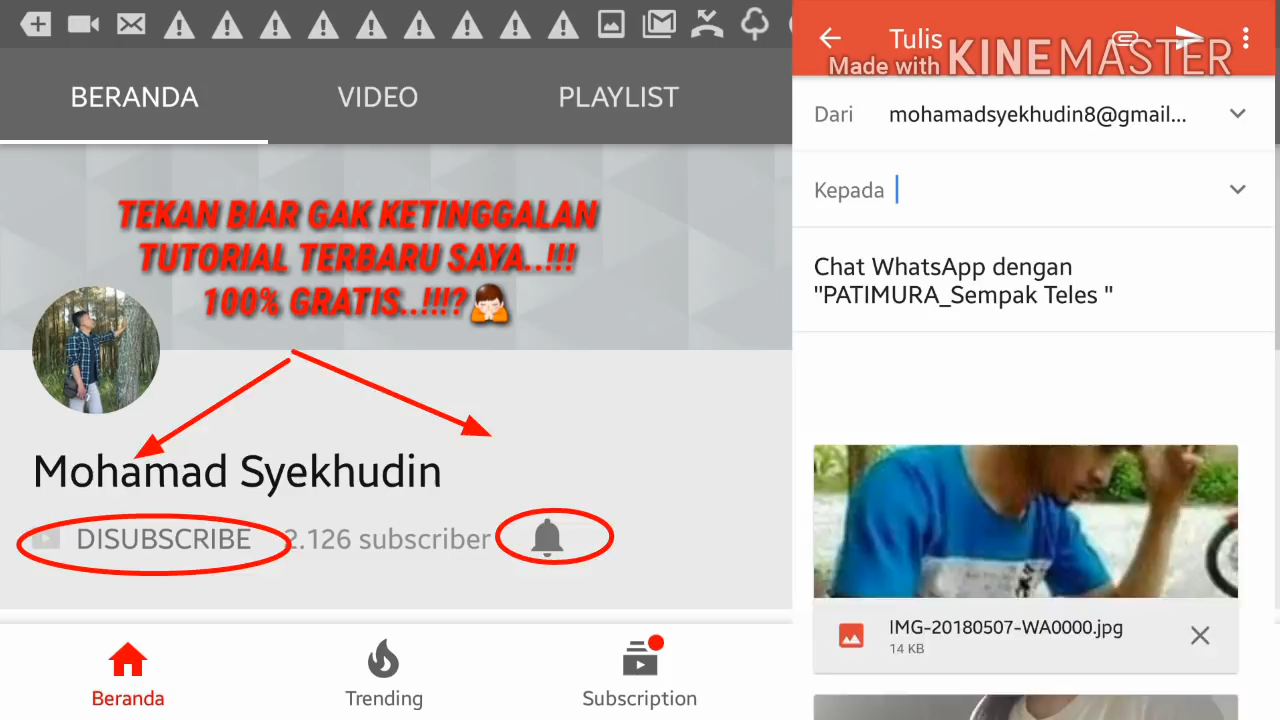 BERANDA
VIDEO
PLAYLIST
TEKAN BIAR GAK KETINGGALAN
TUTORIAL TERBARU SAYA..!!!
100% GRATIS..!!!?
Mohamad Syekhudin
DISUBSCRIBE 2.126 subscriber
Beranda
Trending
Subscription
Tulis
Made with KINEMASTER
Dari mohamadsyekhudin8@gmail...
Kepada
Chat WhatsApp dengan
"PATIMURA_Sempak Teles "
IMG-20180507-WA0000.jpg
14 KB